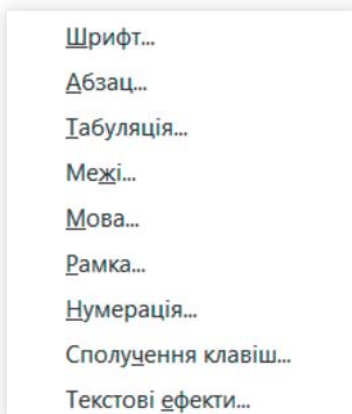 Шрифт...
Абзац...
Табуляція...
Межі...
Мова...
Рамка...
Нумерація...
Сполучення клавіш...
Текстові ефекти...